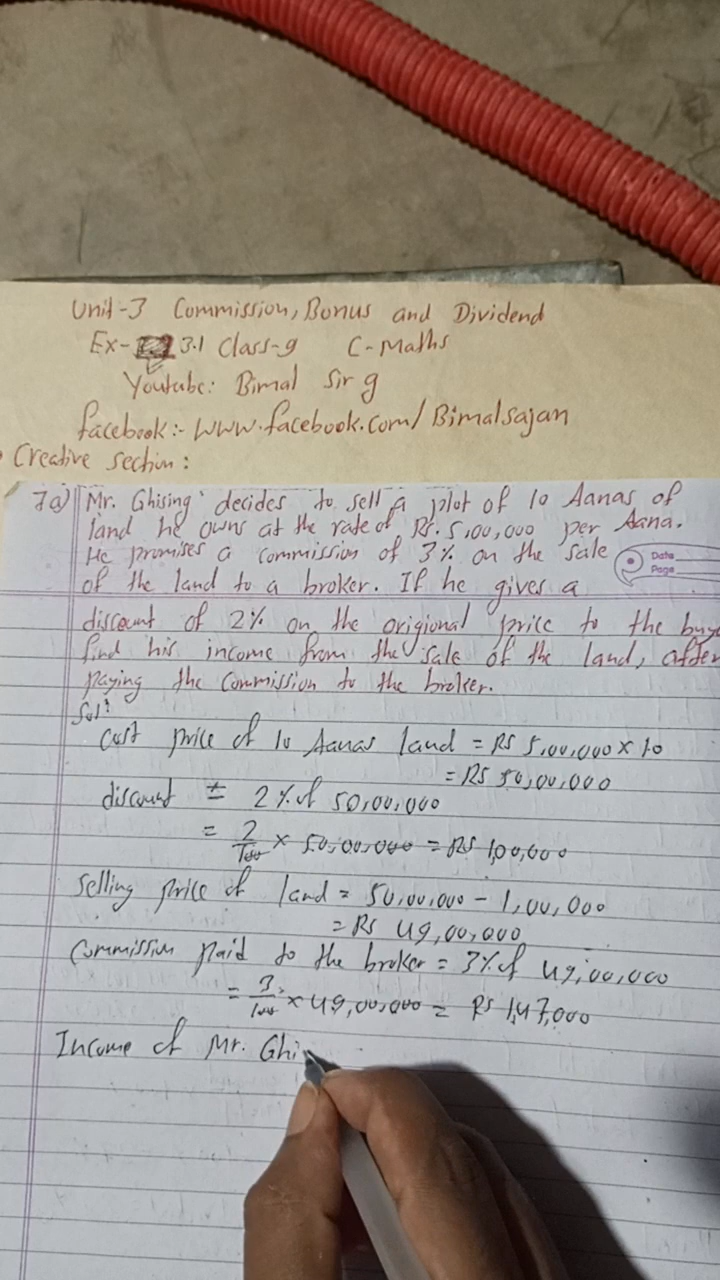 Unit-3 Commission, Bonus and Dividend
Ex- 3.1 Class-9 C-Maths
Youtube: Bimal Sir g
facebook:- www.facebook.com/Bimalsajan
Creative section:
7a) Mr. Ghising decides to sell a plot of 10 Aanas of
land he owns at the rate of Rs. 5,00,000 per Aana.
He promises a commission of 3% on the sale
Date
Page
of the land to a broker. If he gives a
discount of 2% on the origional price to the buye
find his income from the sale of the land, after
paying the commission to the broker.
Sol!
Cost price of 10 Aanas land = RS 5,00,000 × 10
= RS 50,00,000
discount = 2% of 50,00,000
= 2/100 × 50,00,000 = RS 1,00,000
Selling price of land = 50,00,000 - 1,00,000
= RS 49,00,000
Commission paid to the broker = 3% of 49,00,000
= 3/100 × 49,00,000 = RS 1,47,000
Income of Mr. Ghi